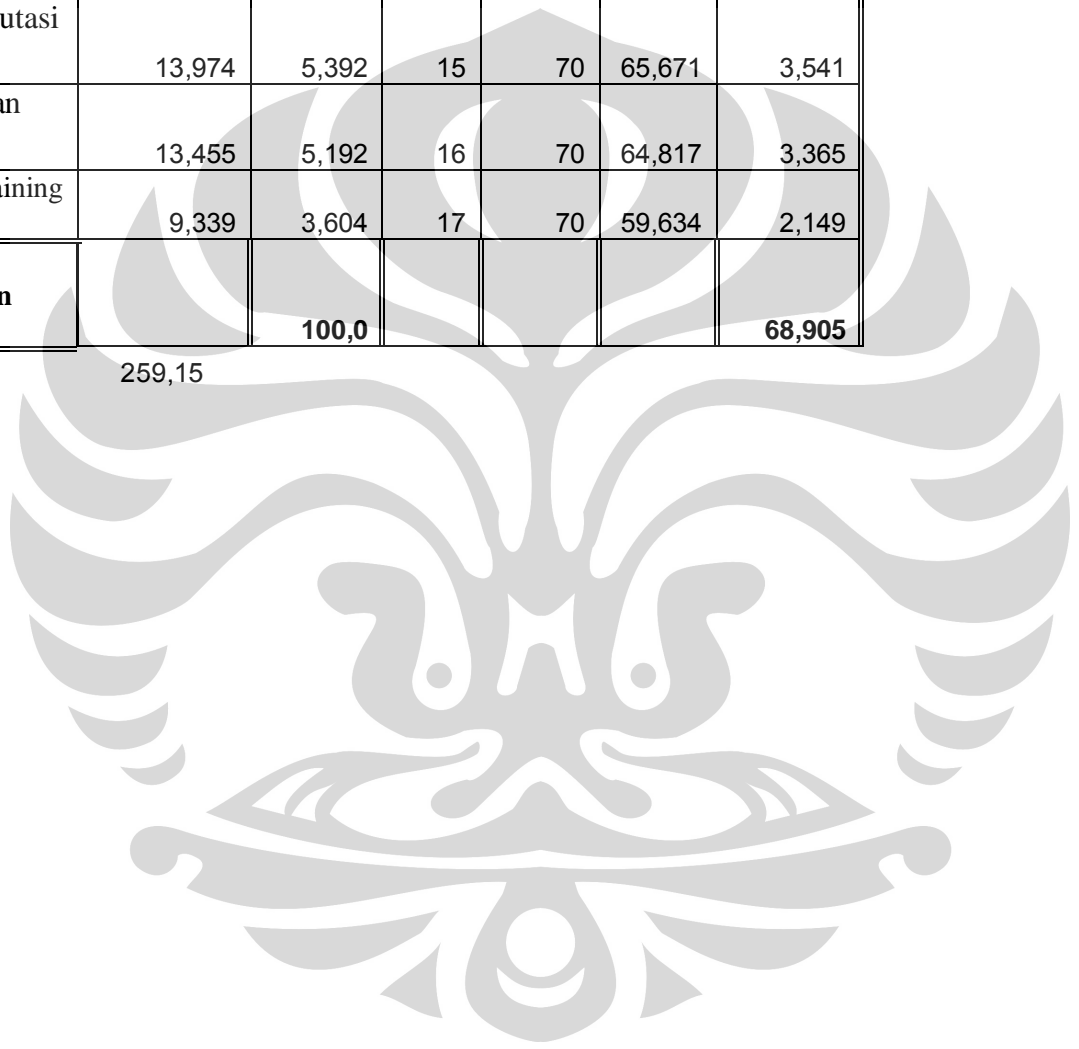 utasi
13,974 5,392 15 70 65,671 3,541
an
13,455 5,192 16 70 64,817 3,365
aining
9,339 3,604 17 70 59,634 2,149
n
100,0 68,905
259,15